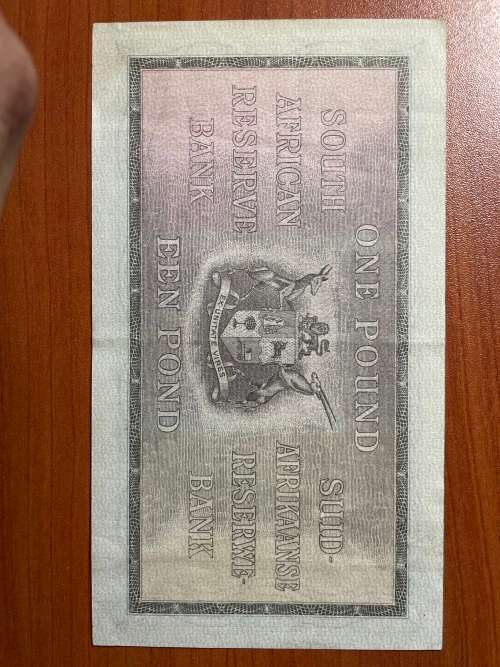 ONE POUND
SOUTH
AFRICAN
RESERVE
BANK
SUID-
AFRIKAANSE
RESERWE-
BANK
EX UNITATE VIRES
EEN POND